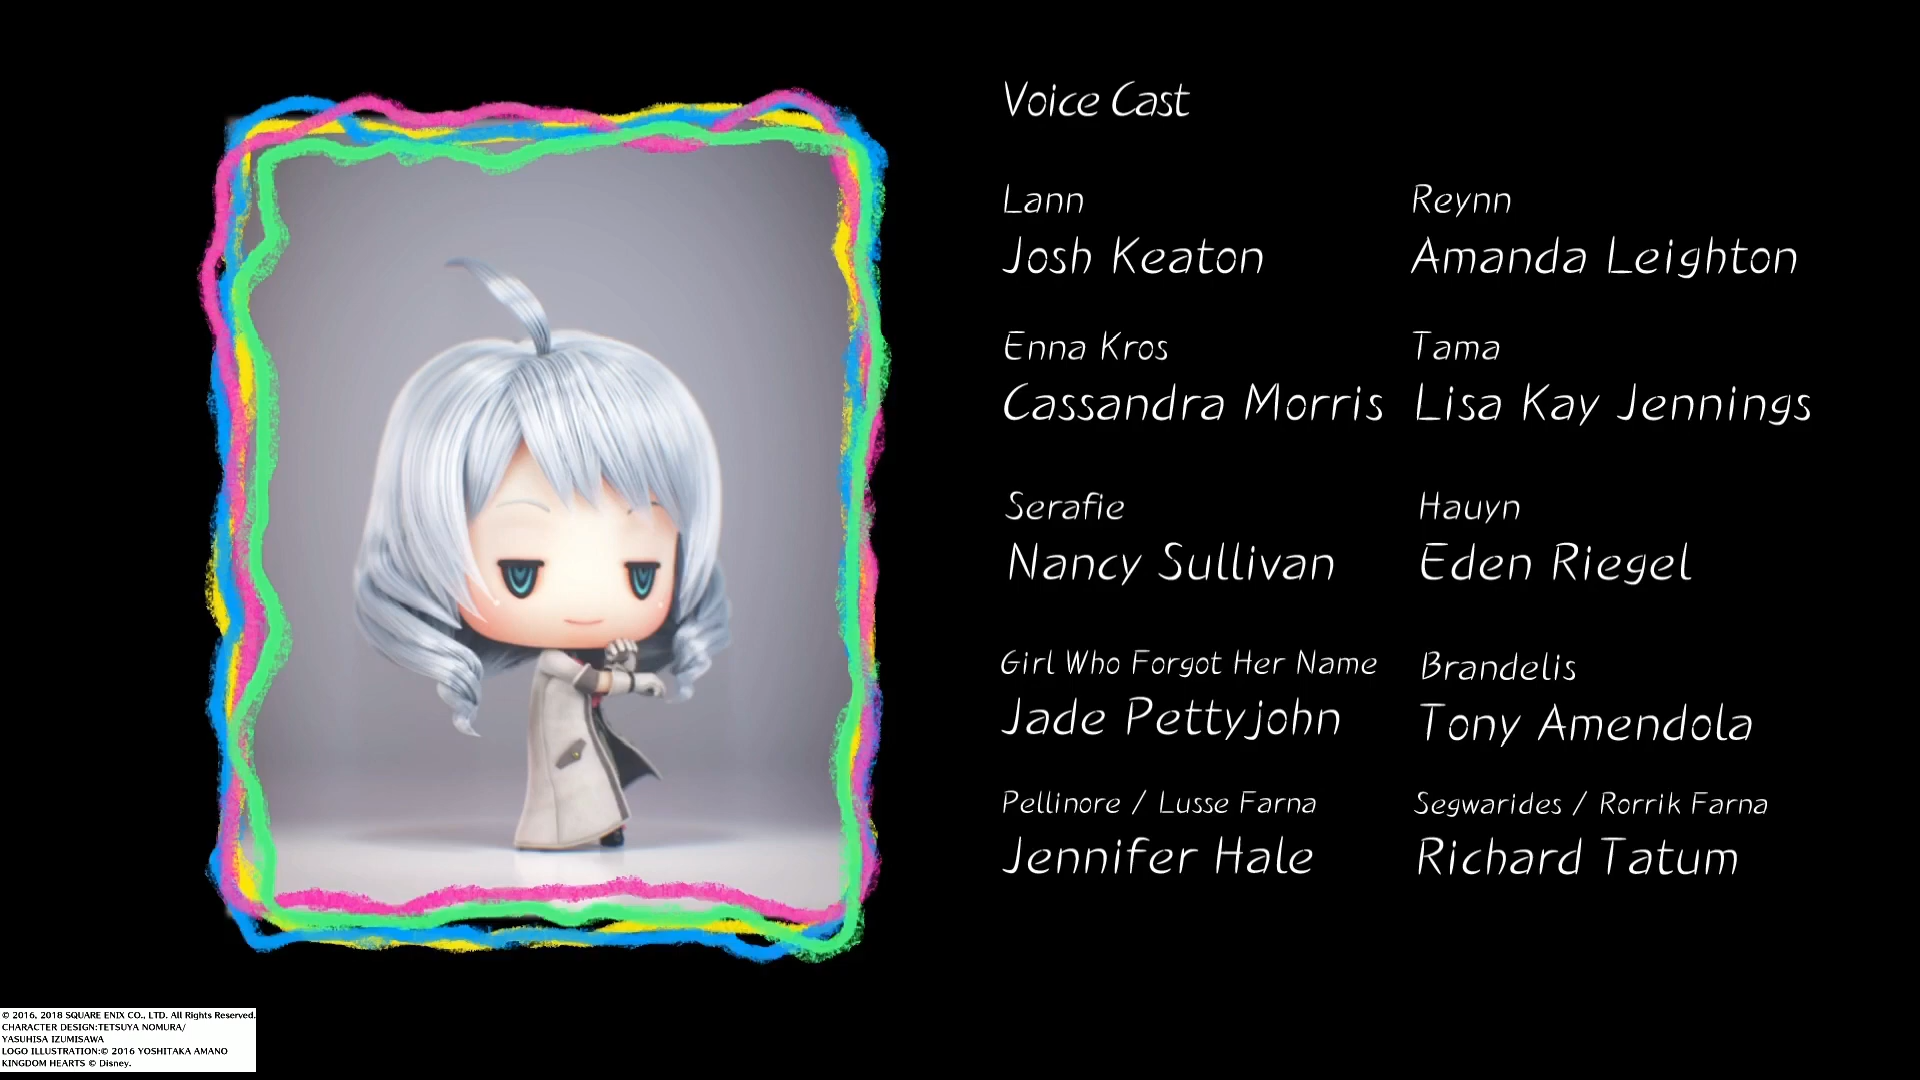 Voice Cast
Lann
Josh Keaton
Reynn
Amanda Leighton
Enna Kros
Cassandra Morris
Tama
Lisa Kay Jennings
Serafie
Nancy Sullivan
Hauyn
Eden Riegel
Girl Who Forgot Her Name
Jade Pettyjohn
Brandelis
Tony Amendola
Pellinore / Lusse Farna
Jennifer Hale
Segwarides / Rorrik Farna
Richard Tatum
© 2016, 2018 SQUARE ENIX CO., LTD. All Rights Reserved.
CHARACTER DESIGN:TETSUYA NOMURA/
YASUHISA IZUMISAWA
LOGO ILLUSTRATION:© 2016 YOSHITAKA AMANO
KINGDOM HEARTS © Disney.